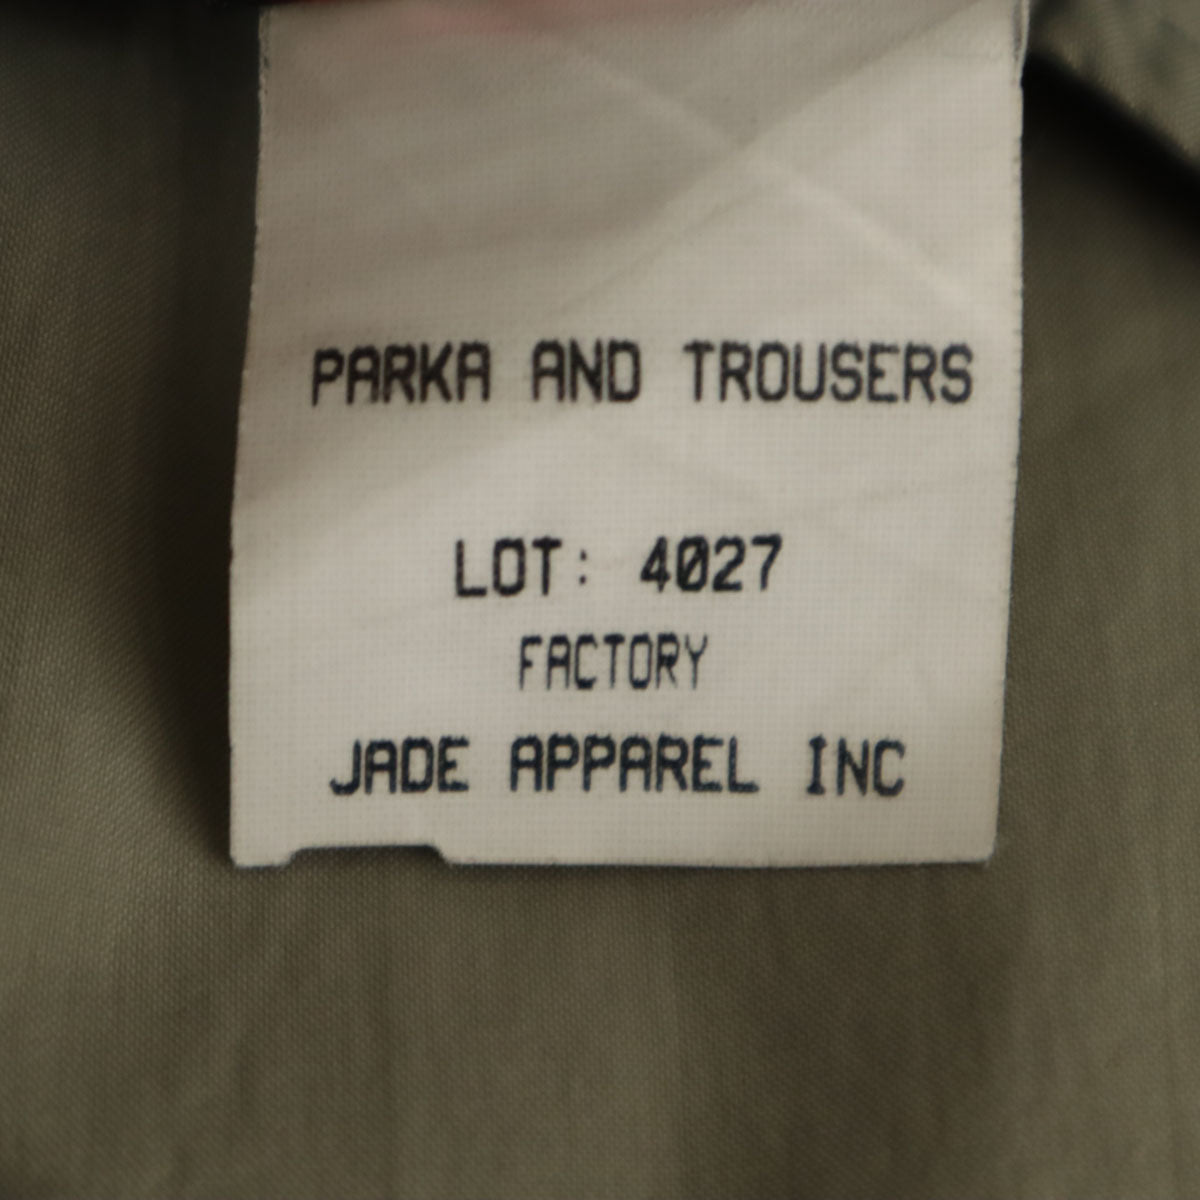 PARKA AND TROUSERS
LOT: 4027
FACTORY
JADE APPAREL INC